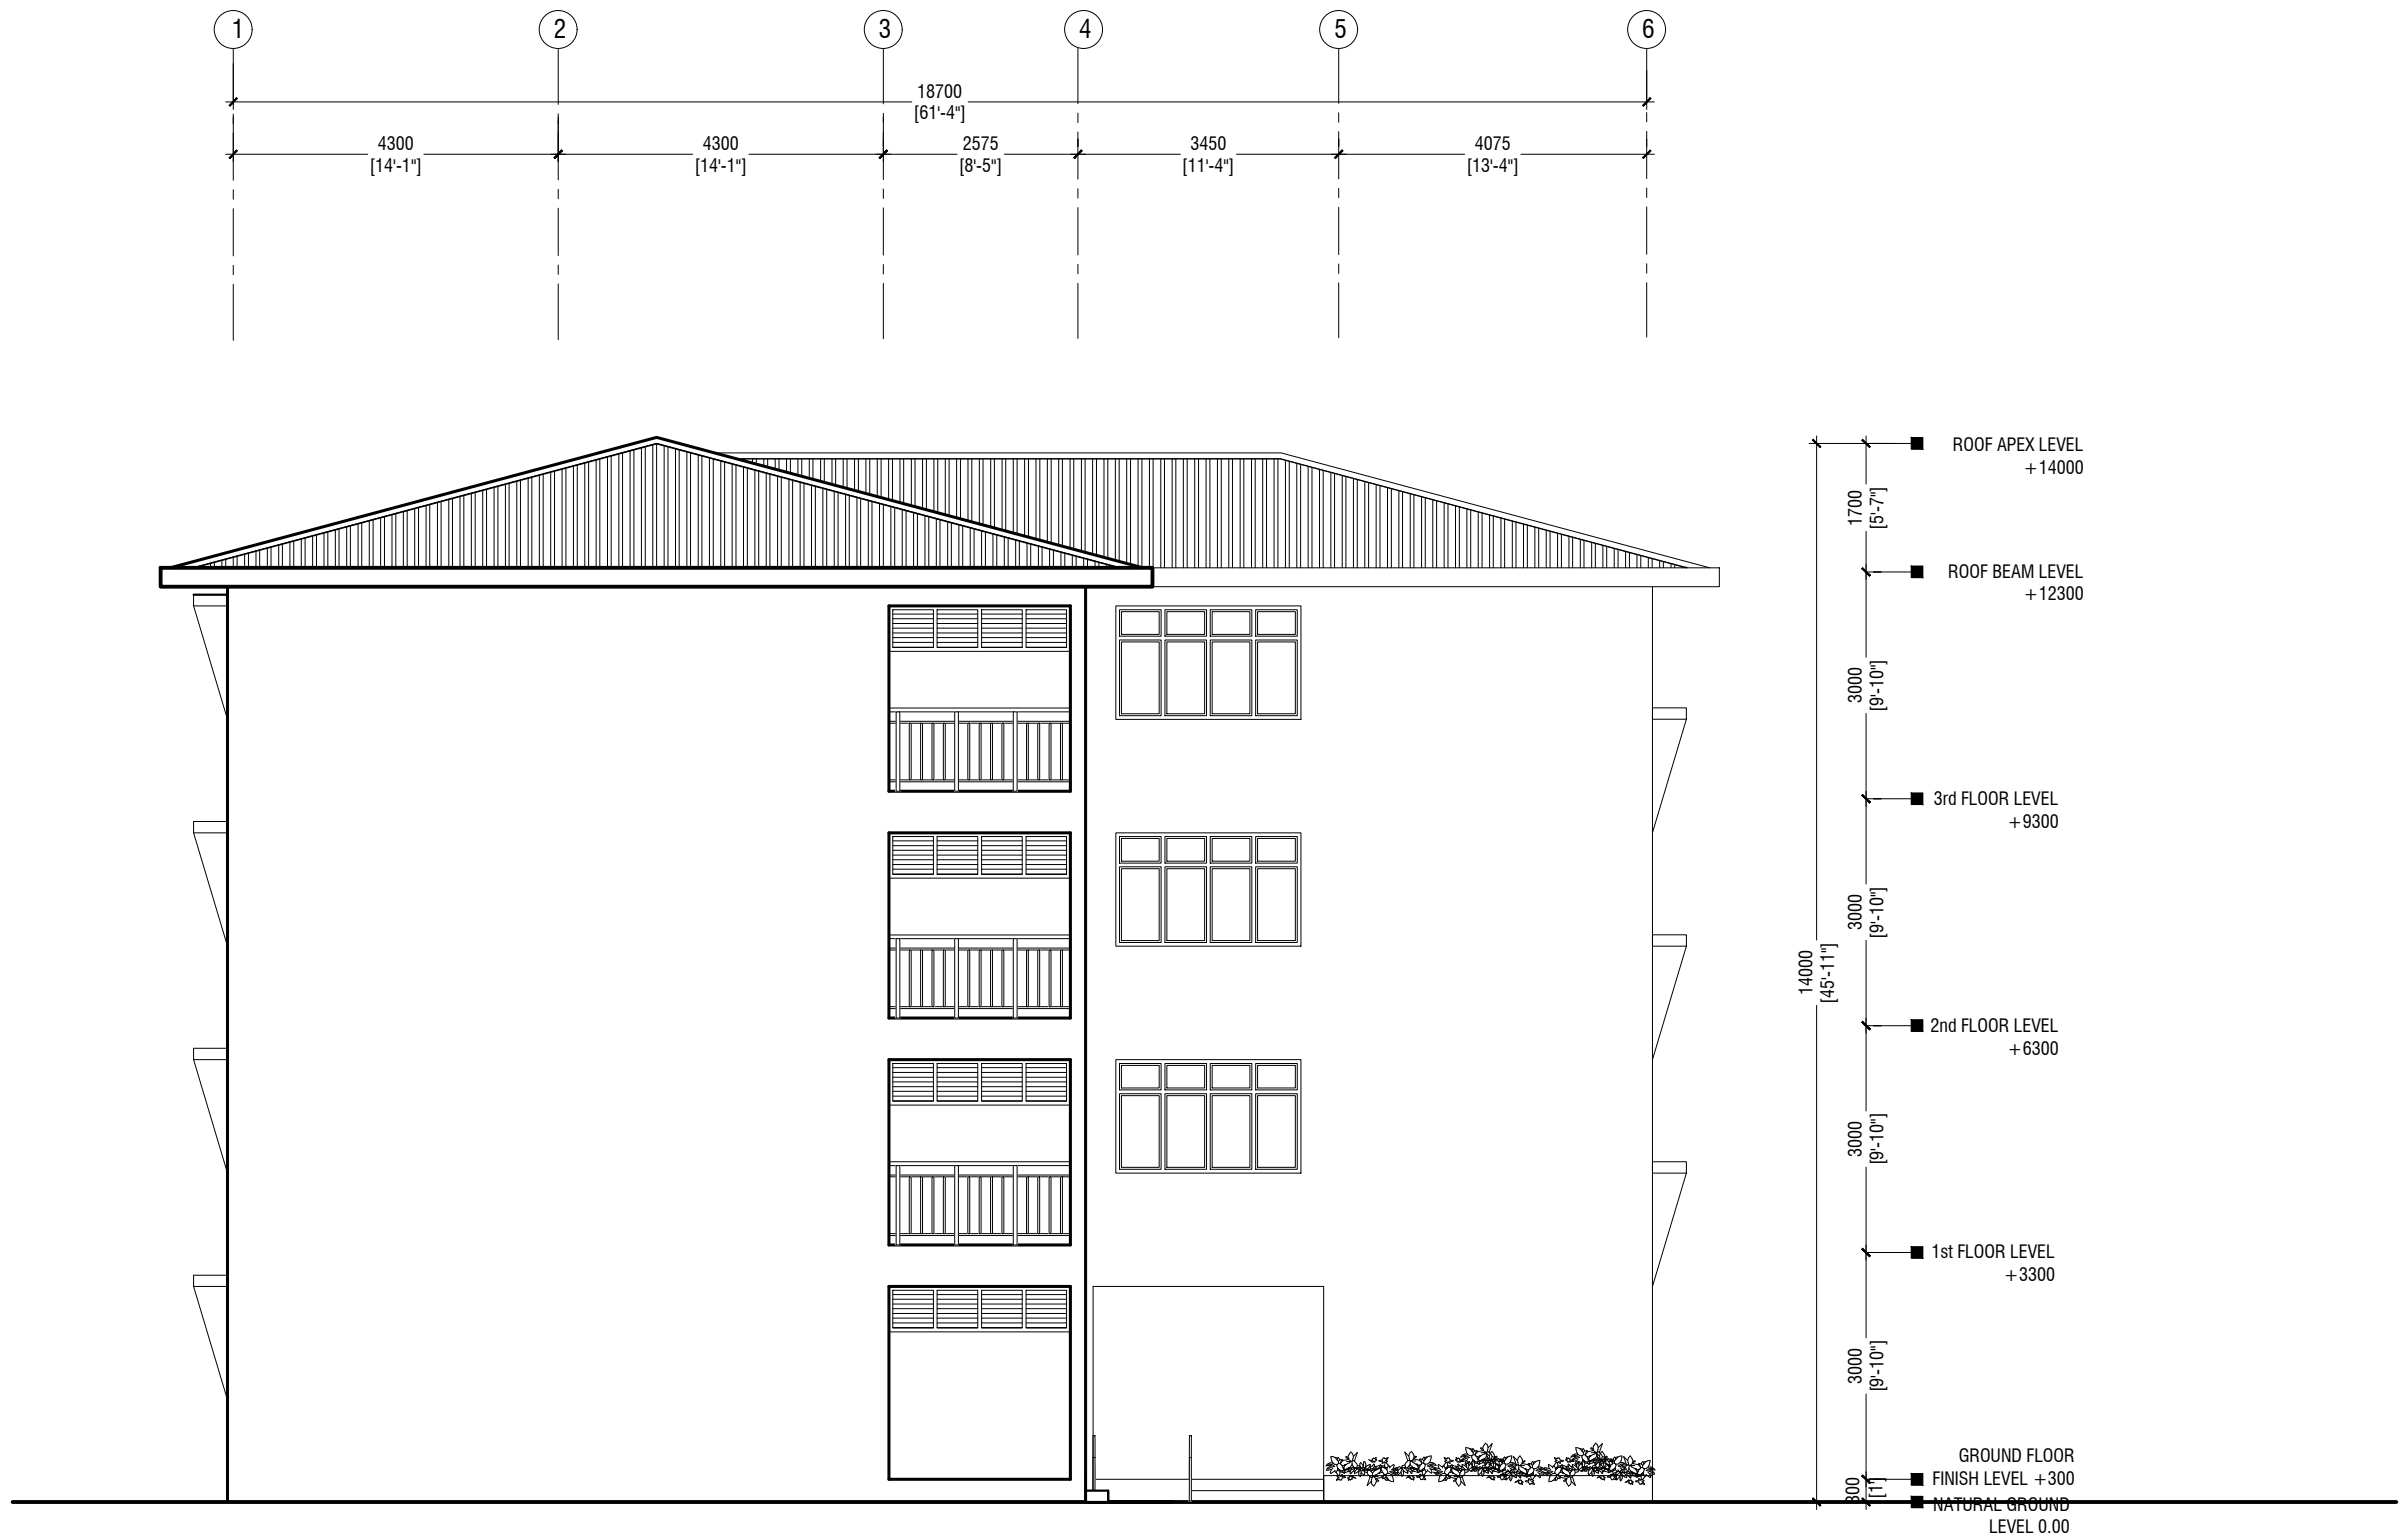 1 2 3 4 5 6
18700
[61'-4"]
4300 4300 2575 3450 4075
[14'-1"] [14'-1"] [8'-5"] [11'-4"] [13'-4"]
ROOF APEX LEVEL
+14000
1700
[5'-7"]
ROOF BEAM LEVEL
+12300
3000
[9'-10"]
3rd FLOOR LEVEL
+9300
3000
[9'-10"]
14000
[45'-11"]
2nd FLOOR LEVEL
+6300
3000
[9'-10"]
1st FLOOR LEVEL
+3300
3000
[9'-10"]
GROUND FLOOR
FINISH LEVEL +300
300
[1']
NATURAL GROUND
LEVEL 0.00